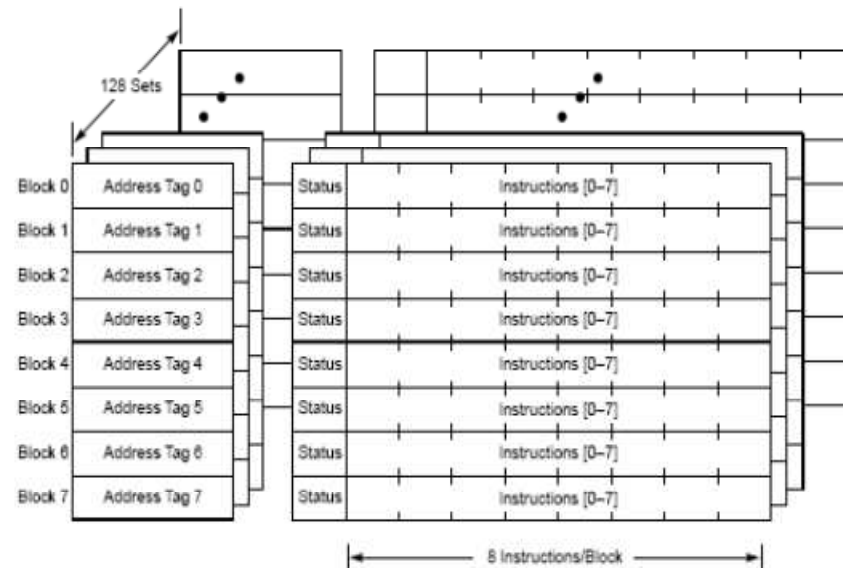 128 Sets
Block 0 Address Tag 0 Status Instructions [0–7]
Block 1 Address Tag 1 Status Instructions [0–7]
Block 2 Address Tag 2 Status Instructions [0–7]
Block 3 Address Tag 3 Status Instructions [0–7]
Block 4 Address Tag 4 Status Instructions [0–7]
Block 5 Address Tag 5 Status Instructions [0–7]
Block 6 Address Tag 6 Status Instructions [0–7]
Block 7 Address Tag 7 Status Instructions [0–7]
8 Instructions/Block